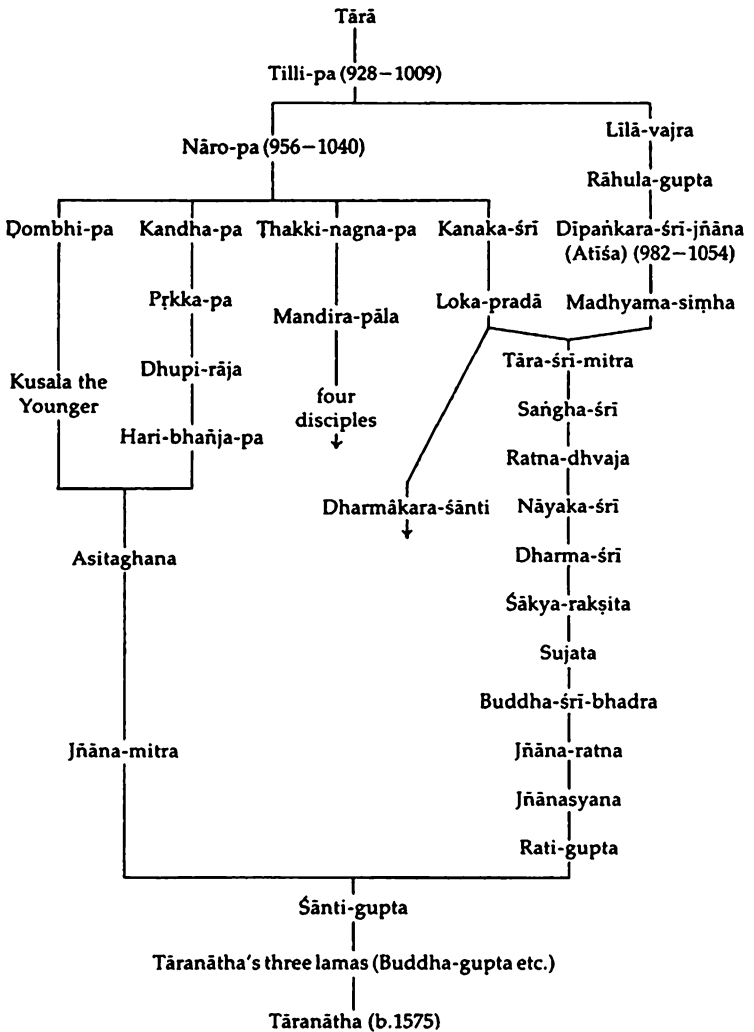 Tārā
Tilli-pa (928–1009)
Nāro-pa (956–1040)
Līlā-vajra
Rāhula-gupta
Ḍombhi-pa
Kandha-pa
Ṭhakki-nagna-pa
Kanaka-śrī
Dīpaṅkara-śrī-jñāna
(Atīśa) (982–1054)
Pṛkka-pa
Mandira-pāla
Loka-pradā
Madhyama-siṃha
Dhupi-rāja
Kusala the
Younger
four
disciples
Hari-bhañja-pa
Tāra-śrī-mitra
Saṅgha-śrī
Ratna-dhvaja
Dharmâkara-śānti
Nāyaka-śrī
Asitaghana
Dharma-śrī
Śākya-rakṣita
Sujata
Buddha-śrī-bhadra
Jñāna-mitra
Jñāna-ratna
Jñānasyana
Rati-gupta
Śānti-gupta
Tāranātha's three lamas (Buddha-gupta etc.)
Tāranātha (b.1575)